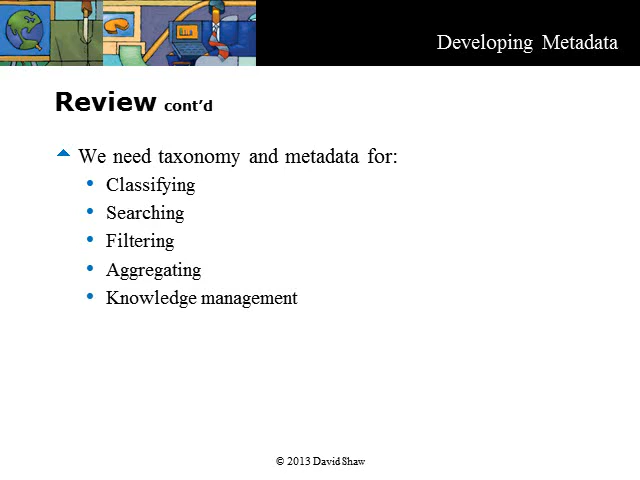 Developing Metadata
Review cont'd
We need taxonomy and metadata for:
• Classifying
• Searching
• Filtering
• Aggregating
• Knowledge management
© 2013 David Shaw